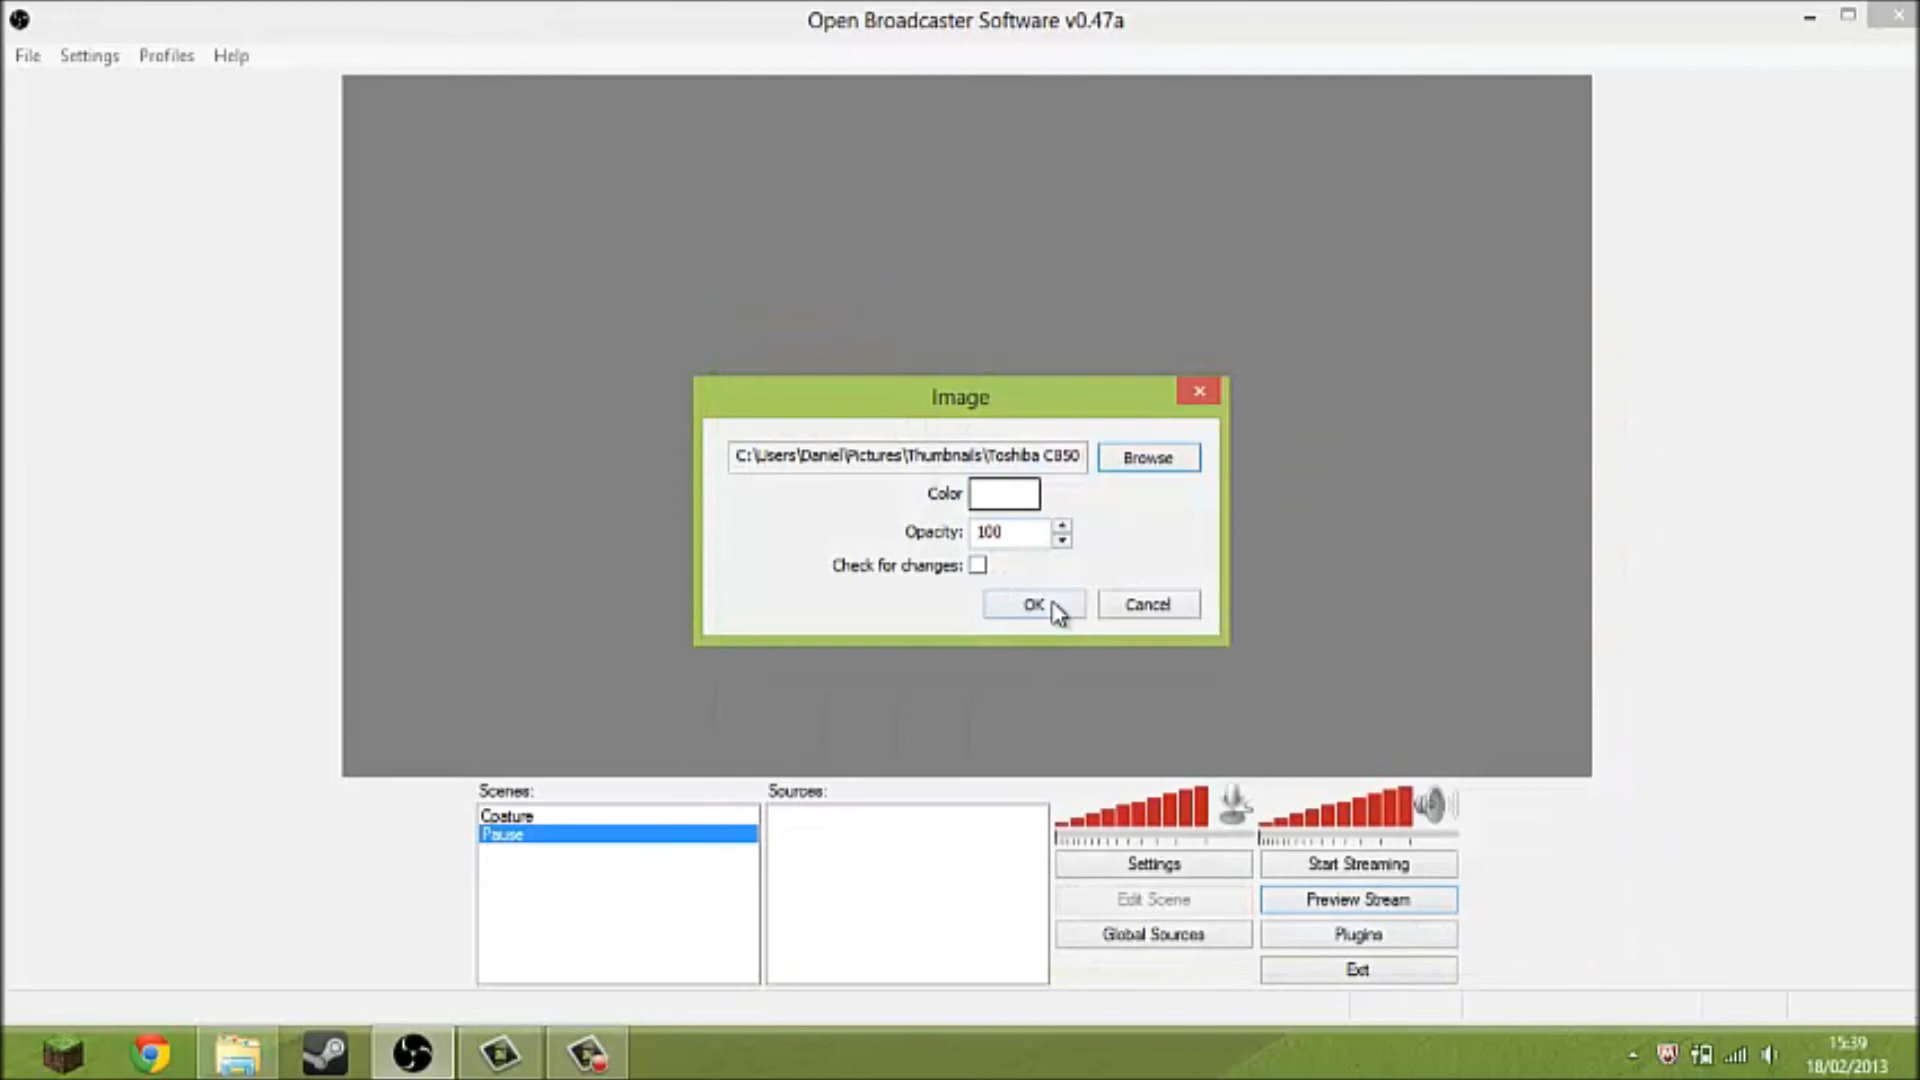 Open Broadcaster Software v0.47a
File Settings Profiles Help
Image
C:\Users\Daniel\Pictures\Thumbnails\Toshiba C850
Browse
Color
Opacity: 100
Check for changes:
OK
Cancel
Scenes:
Sources:
Cpature
Pause
Settings
Start Streaming
Edit Scene
Preview Stream
Global Sources
Plugins
Exit
15:39
18/02/2013